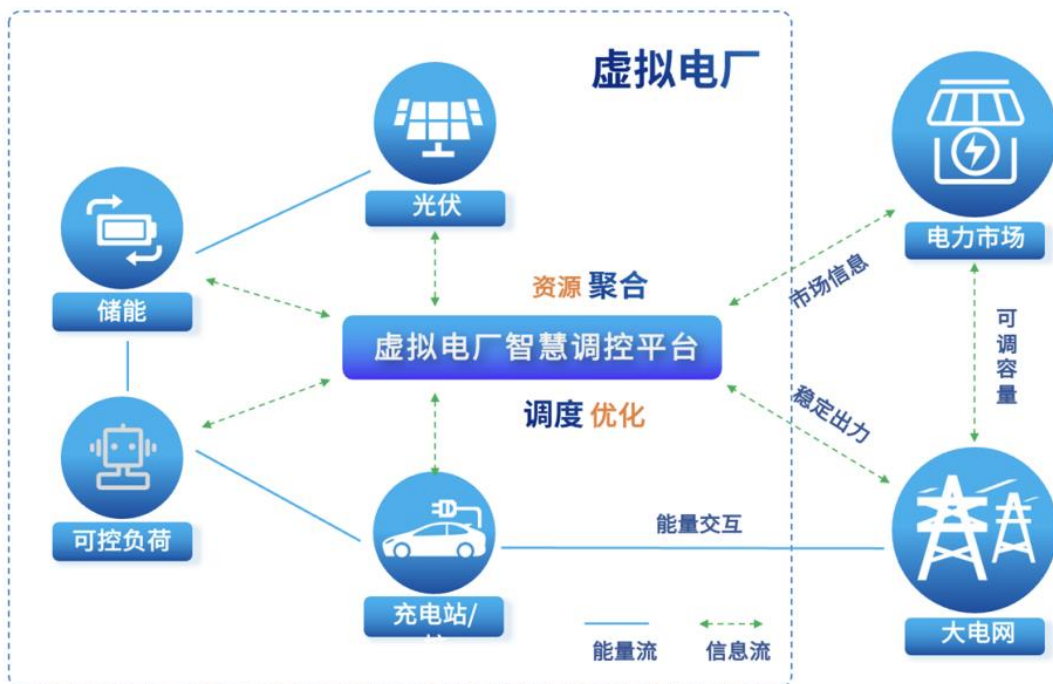 虚拟电厂
光伏
电力市场
储能
资源 聚合
市场信息
虚拟电厂智慧调控平台
可调容量
调度 优化
稳定出力
可控负荷
能量交互
充电站/
大电网
能量流
信息流